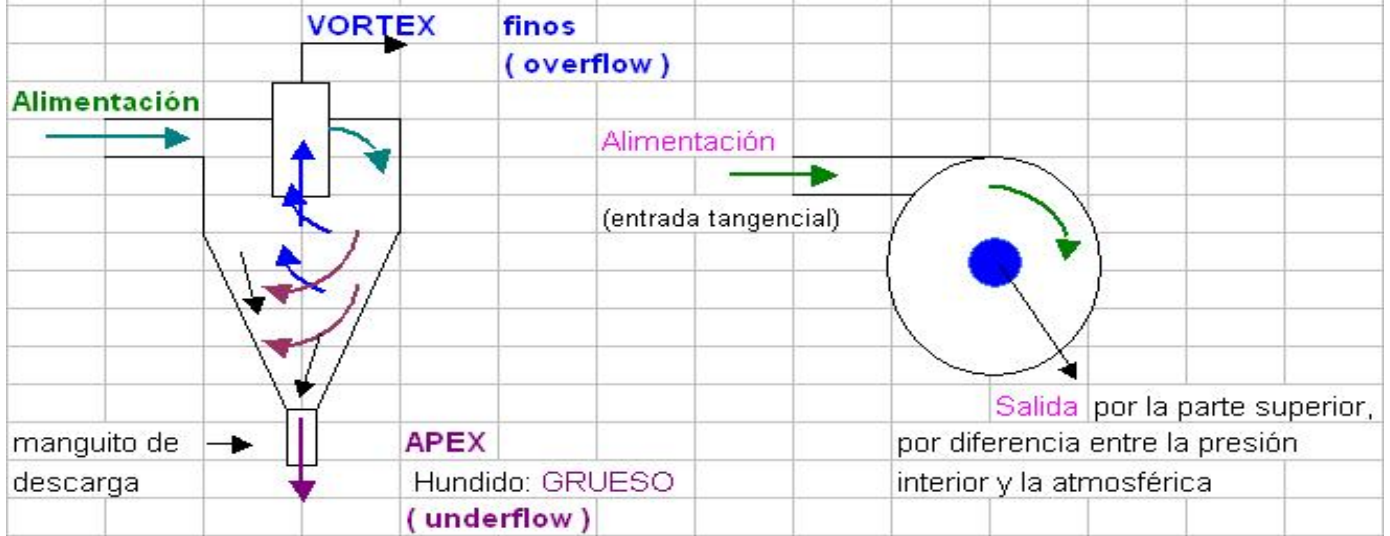 VORTEX
finos
( overflow )
Alimentación
manguito de
descarga
APEX
Hundido: GRUESO
( underflow )
Alimentación
(entrada tangencial)
Salida por la parte superior,
por diferencia entre la presión
interior y la atmosférica